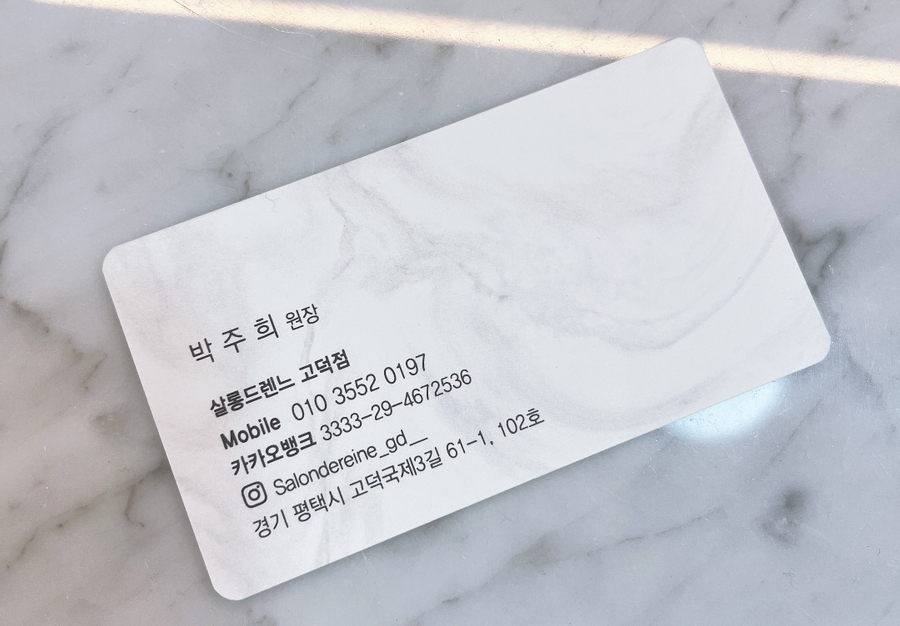 박 주 희 원장
살롱드렌느 고덕점
Mobile 010 3552 0197
카카오뱅크 3333-29-4672536
Salondereine_gd__
경기 평택시 고덕국제3길 61-1, 102호